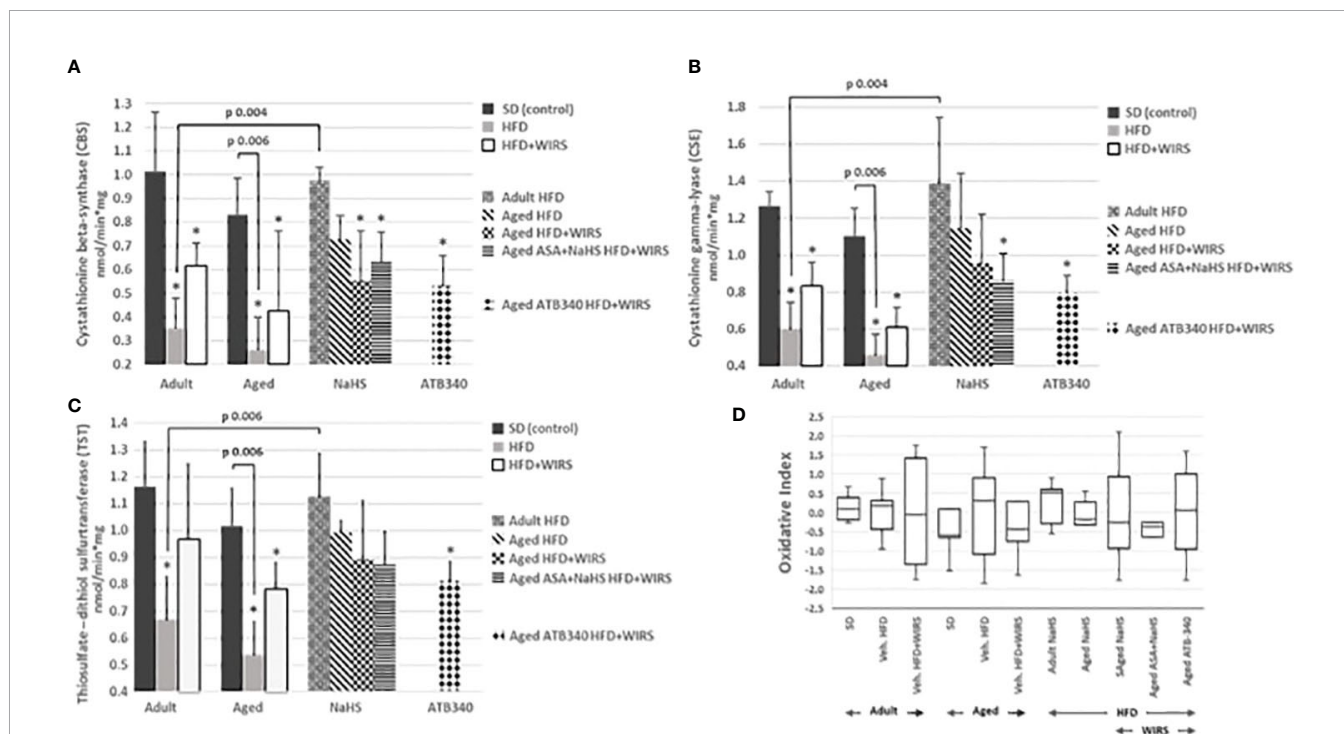 A
Cystathionine beta-synthase (CBS)
nmol/min*mg
1.3
1.2
1.1
1.0
0.9
0.8
0.7
0.6
0.5
0.4
0.3
0.2
p 0.004
p 0.006
* * * * * * *
Adult Aged NaHS ATB340
SD (control)
HFD
HFD+WIRS
Adult HFD
Aged HFD
Aged HFD+WIRS
Aged ASA+NaHS HFD+WIRS
Aged ATB340 HFD+WIRS
B
Cystathionine gamma-lyase (CSE)
nmol/min*mg
1.8
1.6
1.4
1.2
1.0
0.8
0.6
0.4
p 0.004
p 0.006
* * * * * *
Adult Aged NaHS ATB340
SD (control)
HFD
HFD+WIRS
Adult HFD
Aged HFD
Aged HFD+WIRS
Aged ASA+NaHS HFD+WIRS
Aged ATB340 HFD+WIRS
C
Thiosulfate-dithiol sulfurtransferase (TST)
nmol/min*mg
1.4
1.3
1.2
1.1
1.0
0.9
0.8
0.7
0.6
0.5
0.4
p 0.006
p 0.006
* * * *
Adult Aged NaHS ATB340
SD (control)
HFD
HFD+WIRS
Adult HFD
Aged HFD
Aged HFD+WIRS
Aged ASA+NaHS HFD+WIRS
Aged ATB340 HFD+WIRS
D
Oxidative Index
2.5
2.0
1.5
1.0
0.5
0.0
-0.5
-1.0
-1.5
-2.0
-2.5
SD
Veh. HFD
Veh. HFD+WIRS
SD
Veh. HFD
Veh. HFD+WIRS
Adult NaHS
Aged NaHS
SAged NaHS
Aged ASA+NaHS
Aged ATB-340
Adult Aged HFD
WIRS